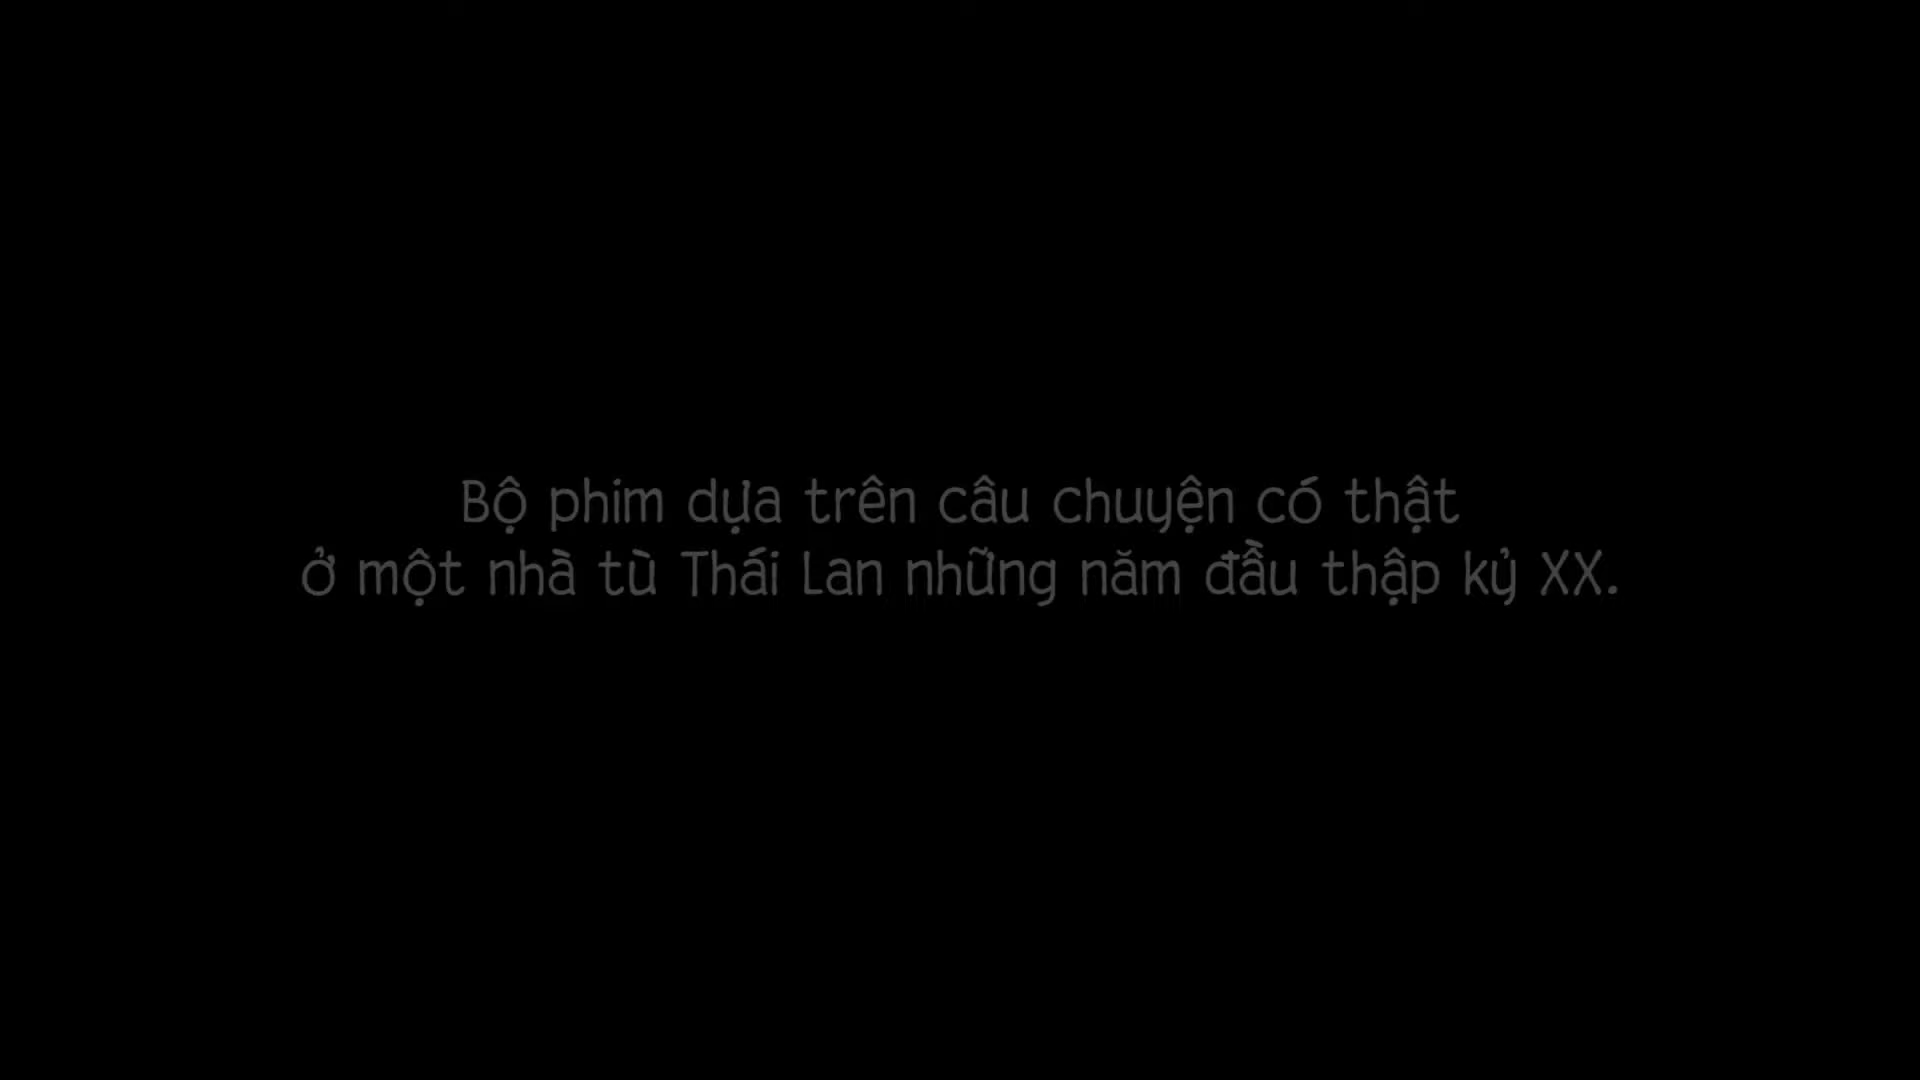 Bộ phim dựa trên câu chuyện có thật
ở một nhà tù Thái Lan những năm đầu thập kỷ XX.